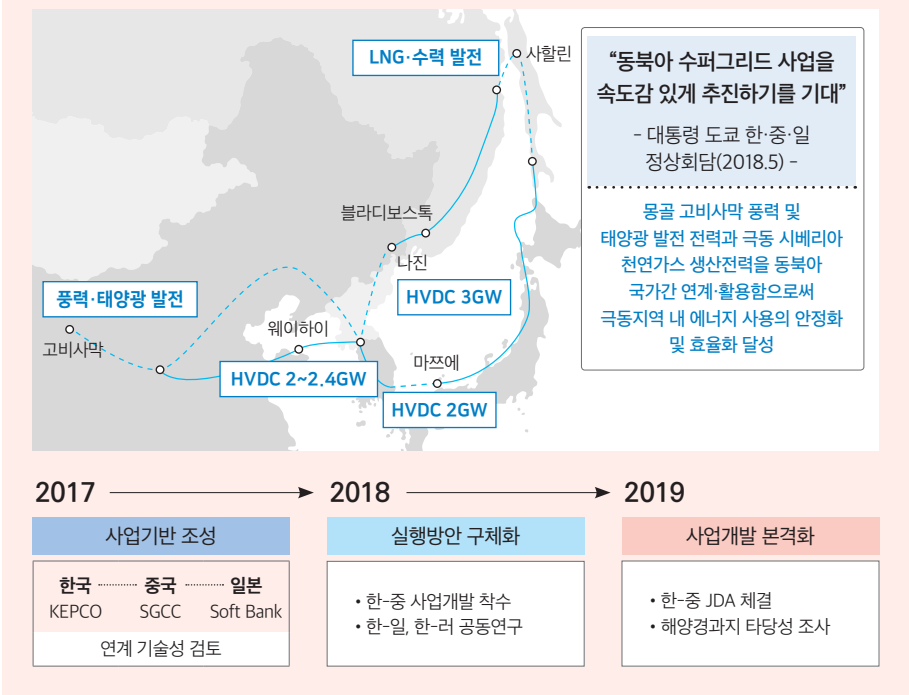 LNG·수력 발전
사할린
블라디보스톡
나진
풍력·태양광 발전
HVDC 3GW
고비사막
웨이하이
마쯔에
HVDC 2~2.4GW
HVDC 2GW
“동북아 수퍼그리드 사업을
속도감 있게 추진하기를 기대”
- 대통령 도쿄 한·중·일
정상회담(2018.5) -
몽골 고비사막 풍력 및
태양광 발전 전력과 극동 시베리아
천연가스 생산전력을 동북아
국가간 연계·활용함으로써
극동지역 내 에너지 사용의 안정화
및 효율화 달성
2017
사업기반 조성
한국 중국 일본
KEPCO SGCC Soft Bank
연계 기술성 검토
2018
실행방안 구체화
• 한-중 사업개발 착수
• 한-일, 한-러 공동연구
2019
사업개발 본격화
• 한-중 JDA 체결
• 해양경과지 타당성 조사